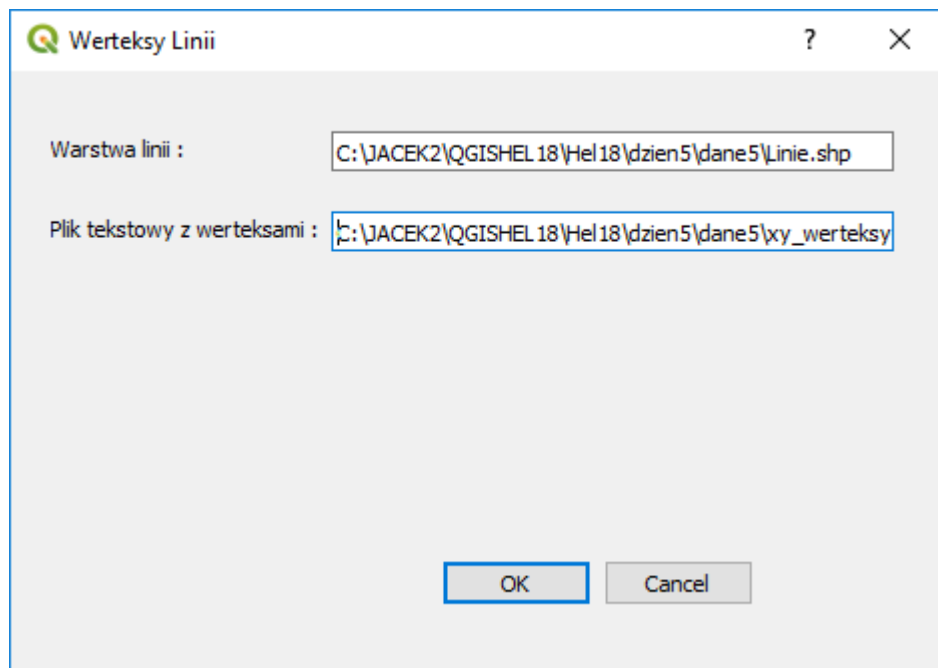 Werteksy Linii
Warstwa linii : C:\JACEK2\QGISHEL18\Hel18\dzien5\dane5\Linie.shp
Plik tekstowy z werteksami : C:\JACEK2\QGISHEL18\Hel18\dzien5\dane5\xy_werteksy
OK Cancel